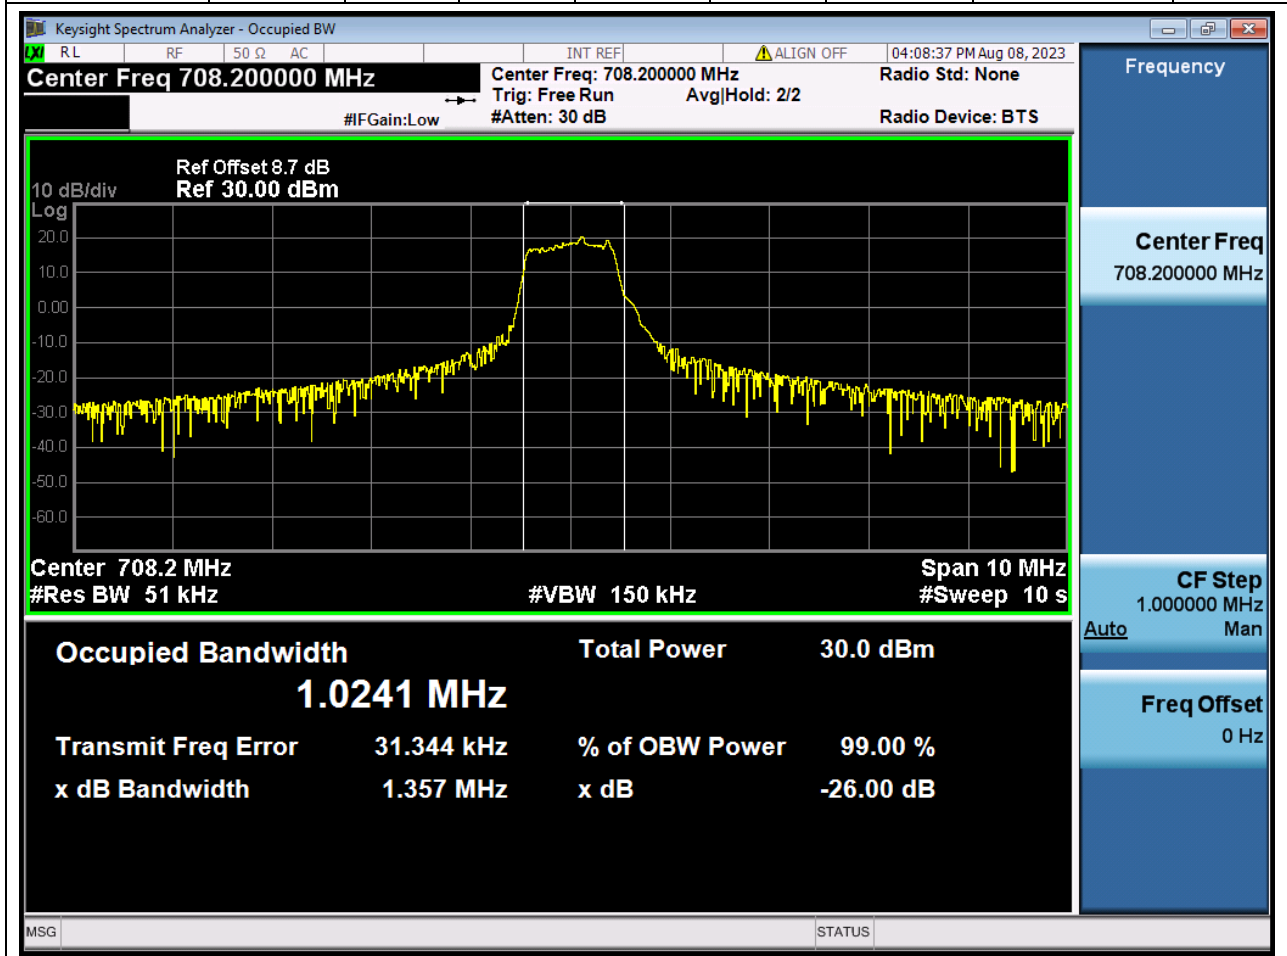 Keysight Spectrum Analyzer - Occupied BW
LXI RL RF 50 Ω AC INT REF ALIGN OFF 04:08:37 PM Aug 08, 2023
Center Freq 708.200000 MHz
Center Freq: 708.200000 MHz
Radio Std: None
Trig: Free Run Avg|Hold: 2/2
#IFGain:Low
#Atten: 30 dB
Radio Device: BTS
Frequency
Ref Offset 8.7 dB
10 dB/div Ref 30.00 dBm
Log
20.0
10.0
0.00
-10.0
-20.0
-30.0
-40.0
-50.0
-60.0
Center 708.2 MHz Span 10 MHz
#Res BW 51 kHz #VBW 150 kHz #Sweep 10 s
Occupied Bandwidth Total Power 30.0 dBm
1.0241 MHz
Transmit Freq Error 31.344 kHz % of OBW Power 99.00 %
x dB Bandwidth 1.357 MHz x dB -26.00 dB
Center Freq
708.200000 MHz
CF Step
1.000000 MHz
Auto Man
Freq Offset
0 Hz
MSG STATUS